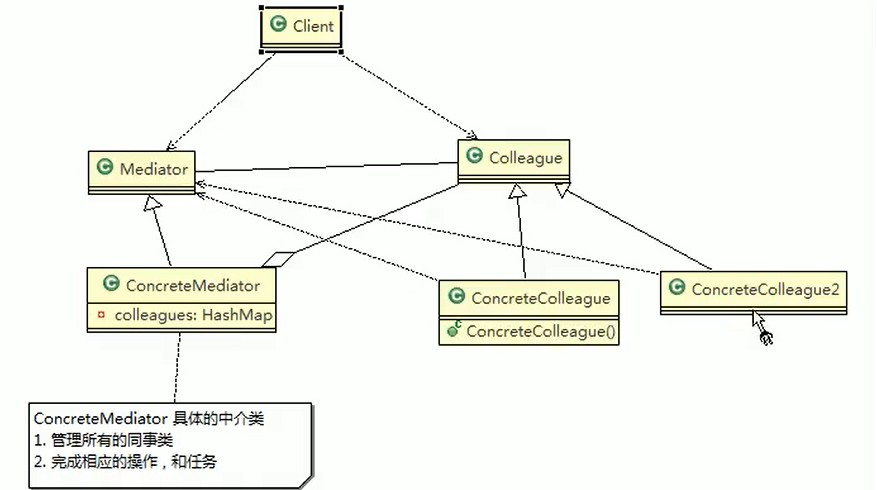 Client
Mediator
Colleague
ConcreteMediator
colleagues: HashMap
ConcreteColleague
ConcreteColleague()
ConcreteColleague2
ConcreteMediator 具体的中介类
1. 管理所有的同事类
2. 完成相应的操作，和任务